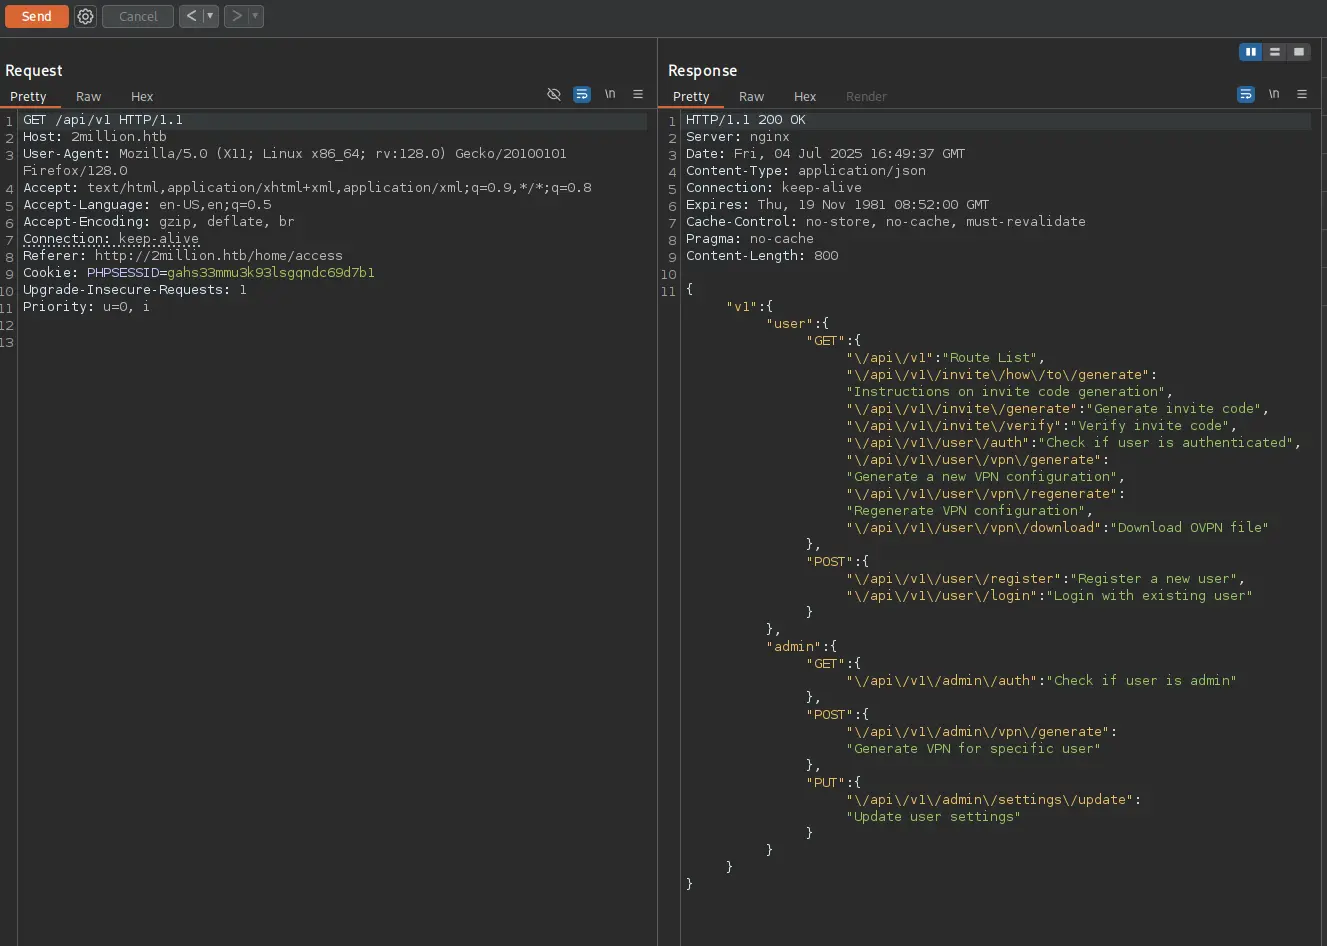 Send
Cancel
< ▾
> ▾
Request
Pretty Raw Hex
\n
1 GET /api/v1 HTTP/1.1
2 Host: 2million.htb
3 User-Agent: Mozilla/5.0 (X11; Linux x86_64; rv:128.0) Gecko/20100101
Firefox/128.0
4 Accept: text/html,application/xhtml+xml,application/xml;q=0.9,*/*;q=0.8
5 Accept-Language: en-US,en;q=0.5
6 Accept-Encoding: gzip, deflate, br
7 Connection: keep-alive
8 Referer: http://2million.htb/home/access
9 Cookie: PHPSESSID=gahs33mmu3k93lsgqndc69d7b1
10 Upgrade-Insecure-Requests: 1
11 Priority: u=0, i
12
13
Response
Pretty Raw Hex Render
\n
1 HTTP/1.1 200 OK
2 Server: nginx
3 Date: Fri, 04 Jul 2025 16:49:37 GMT
4 Content-Type: application/json
5 Connection: keep-alive
6 Expires: Thu, 19 Nov 1981 08:52:00 GMT
7 Cache-Control: no-store, no-cache, must-revalidate
8 Pragma: no-cache
9 Content-Length: 800
10
11 {
"v1":{
"user":{
"GET":{
"\/api\/v1":"Route List",
"\/api\/v1\/invite\/how\/to\/generate":
"Instructions on invite code generation",
"\/api\/v1\/invite\/generate":"Generate invite code",
"\/api\/v1\/invite\/verify":"Verify invite code",
"\/api\/v1\/user\/auth":"Check if user is authenticated",
"\/api\/v1\/user\/vpn\/generate":
"Generate a new VPN configuration",
"\/api\/v1\/user\/vpn\/regenerate":
"Regenerate VPN configuration",
"\/api\/v1\/user\/vpn\/download":"Download OVPN file"
},
"POST":{
"\/api\/v1\/user\/register":"Register a new user",
"\/api\/v1\/user\/login":"Login with existing user"
}
},
"admin":{
"GET":{
"\/api\/v1\/admin\/auth":"Check if user is admin"
},
"POST":{
"\/api\/v1\/admin\/vpn\/generate":
"Generate VPN for specific user"
},
"PUT":{
"\/api\/v1\/admin\/settings\/update":
"Update user settings"
}
}
}
}